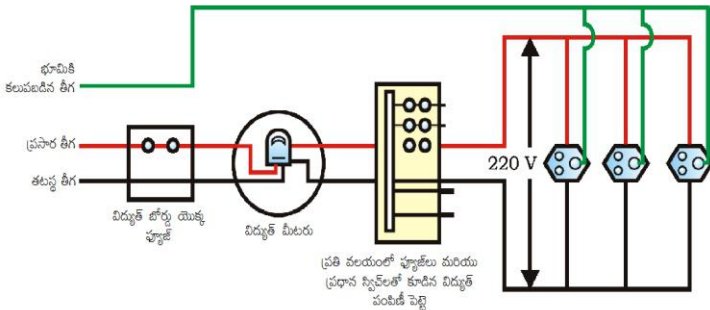 భూమికి
కలుపబడిన తీగ
ప్రసార తీగ
తటస్థ తీగ
విద్యుత్ బోర్డు యొక్క
ఫ్యూజ్
విద్యుత్ మీటరు
ప్రతి వలయంలో ఫ్యూజ్‌లు మరియు
ప్రధాన స్విచ్‌లతో కూడిన విద్యుత్
పంపిణీ పెట్టె
220 V